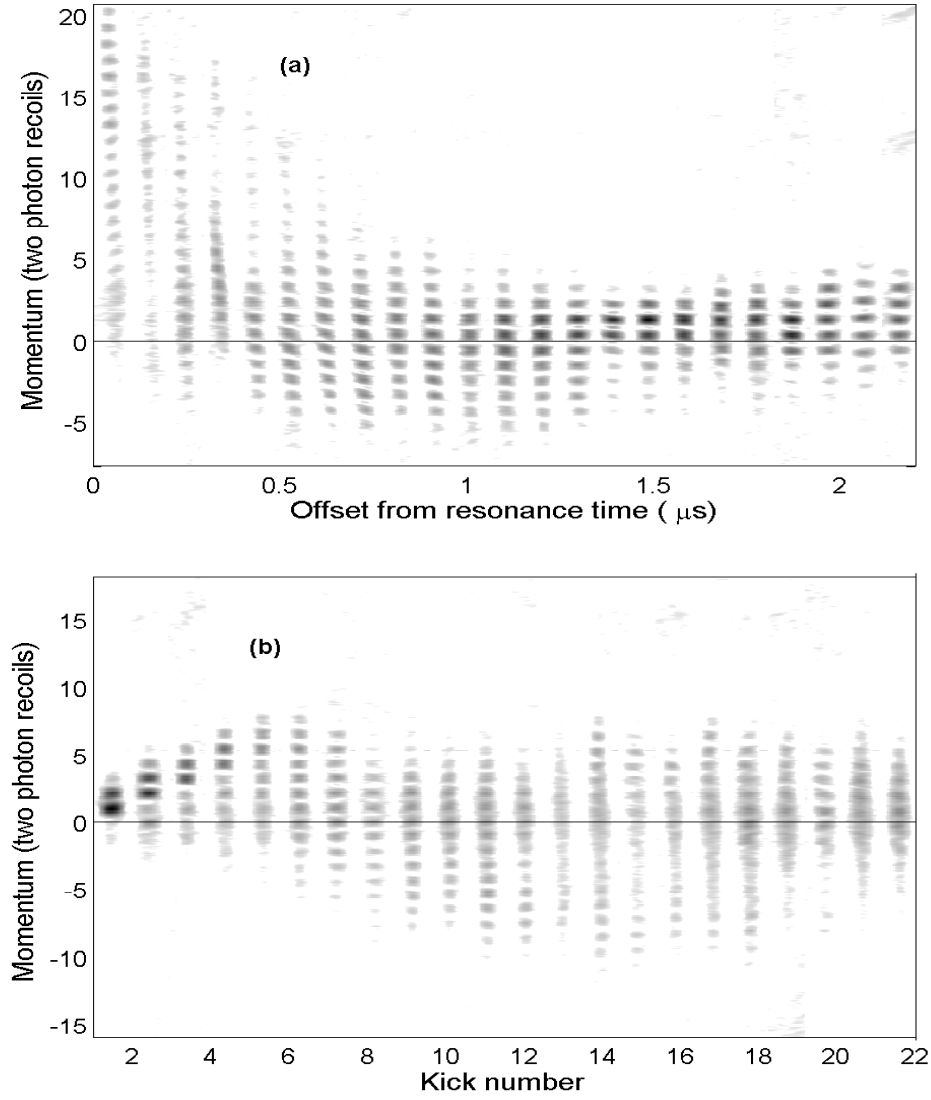 20
15
10
5
0
-5
Momentum (two photon recoils)
(a)
0 0.5 1 1.5 2
Offset from resonance time ( μs)
15
10
5
0
-5
-10
-15
Momentum (two photon recoils)
(b)
2 4 6 8 10 12 14 16 18 20 22
Kick number